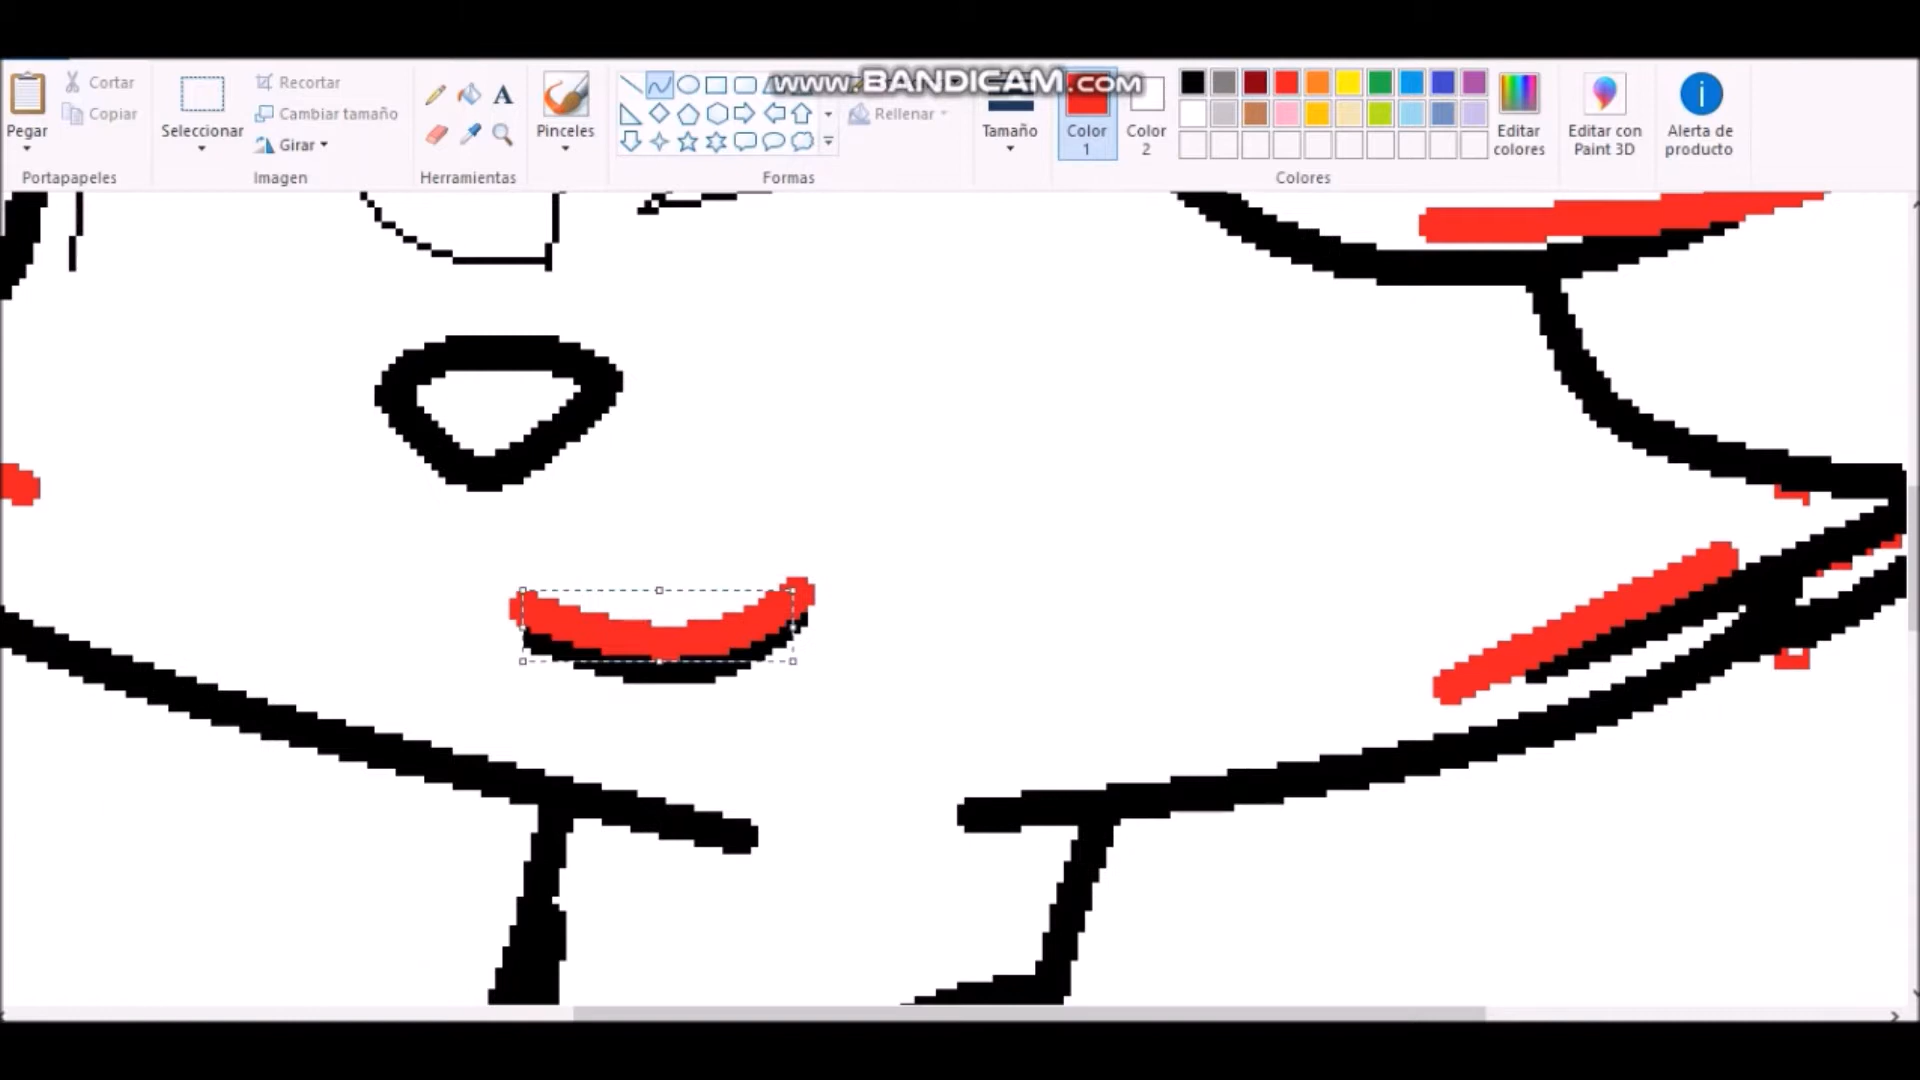 www.BANDICAM.com
Cortar
Copiar
Pegar
Portapapeles
Seleccionar
Recortar
Cambiar tamaño
Girar
Imagen
A
Herramientas
Pinceles
Formas
Rellenar
Tamaño
Color
1
Color
2
Colores
Editar
colores
Editar con
Paint 3D
i
Alerta de
producto